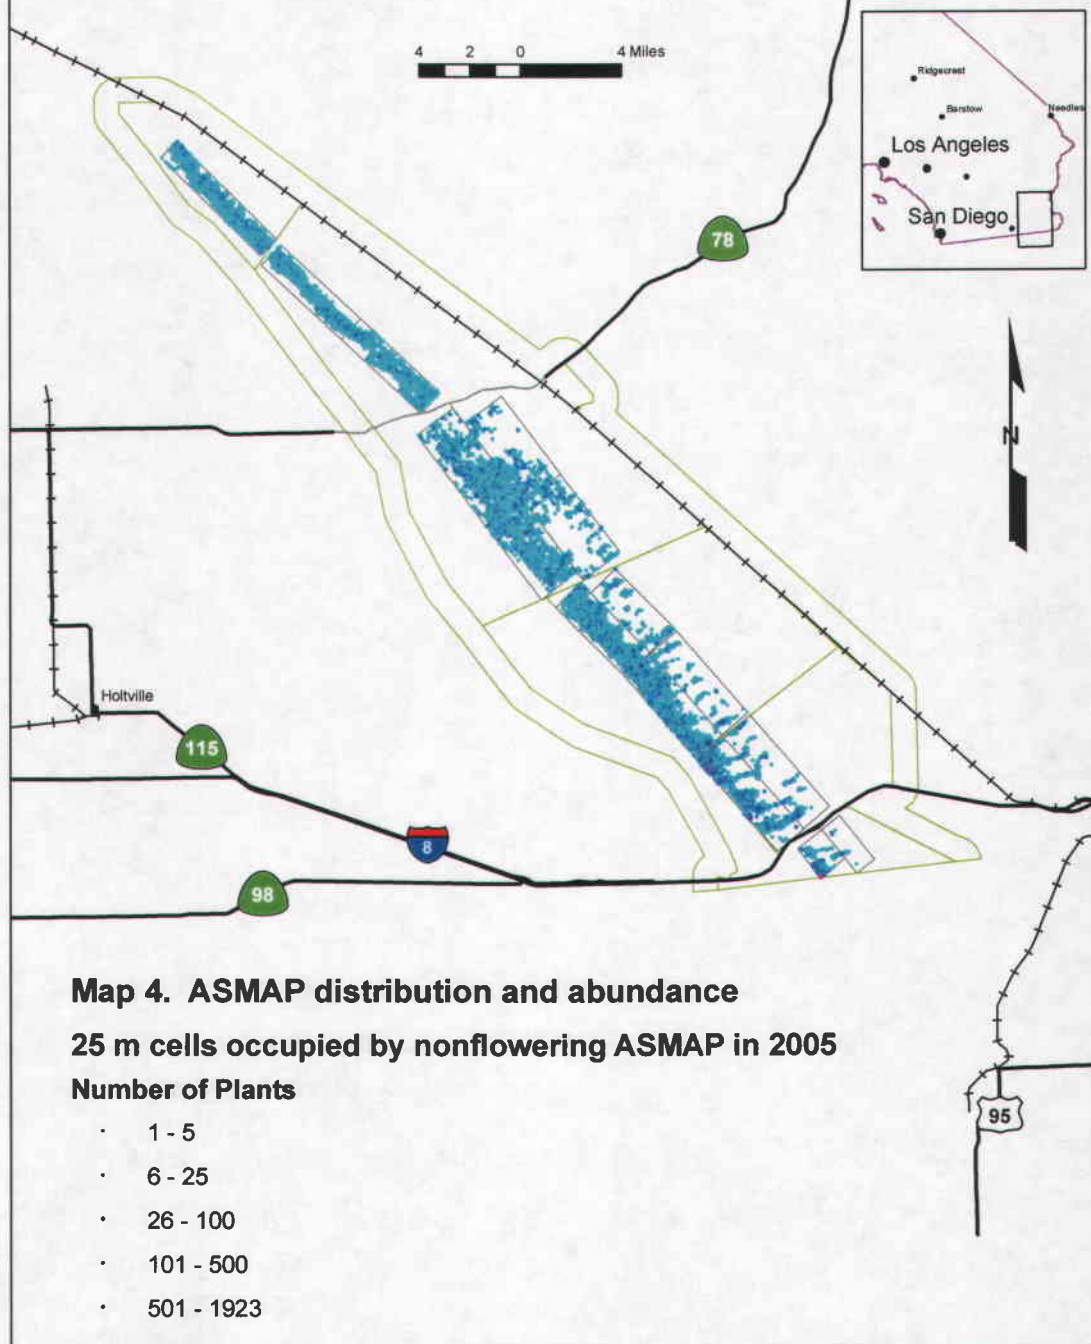 4 2 0 4 Miles
Ridgecrest
Barstow
Needles
Los Angeles
San Diego
78
N
Holtville
115
8
98
95
Map 4. ASMAP distribution and abundance
25 m cells occupied by nonflowering ASMAP in 2005
Number of Plants
1 - 5
6 - 25
26 - 100
101 - 500
501 - 1923